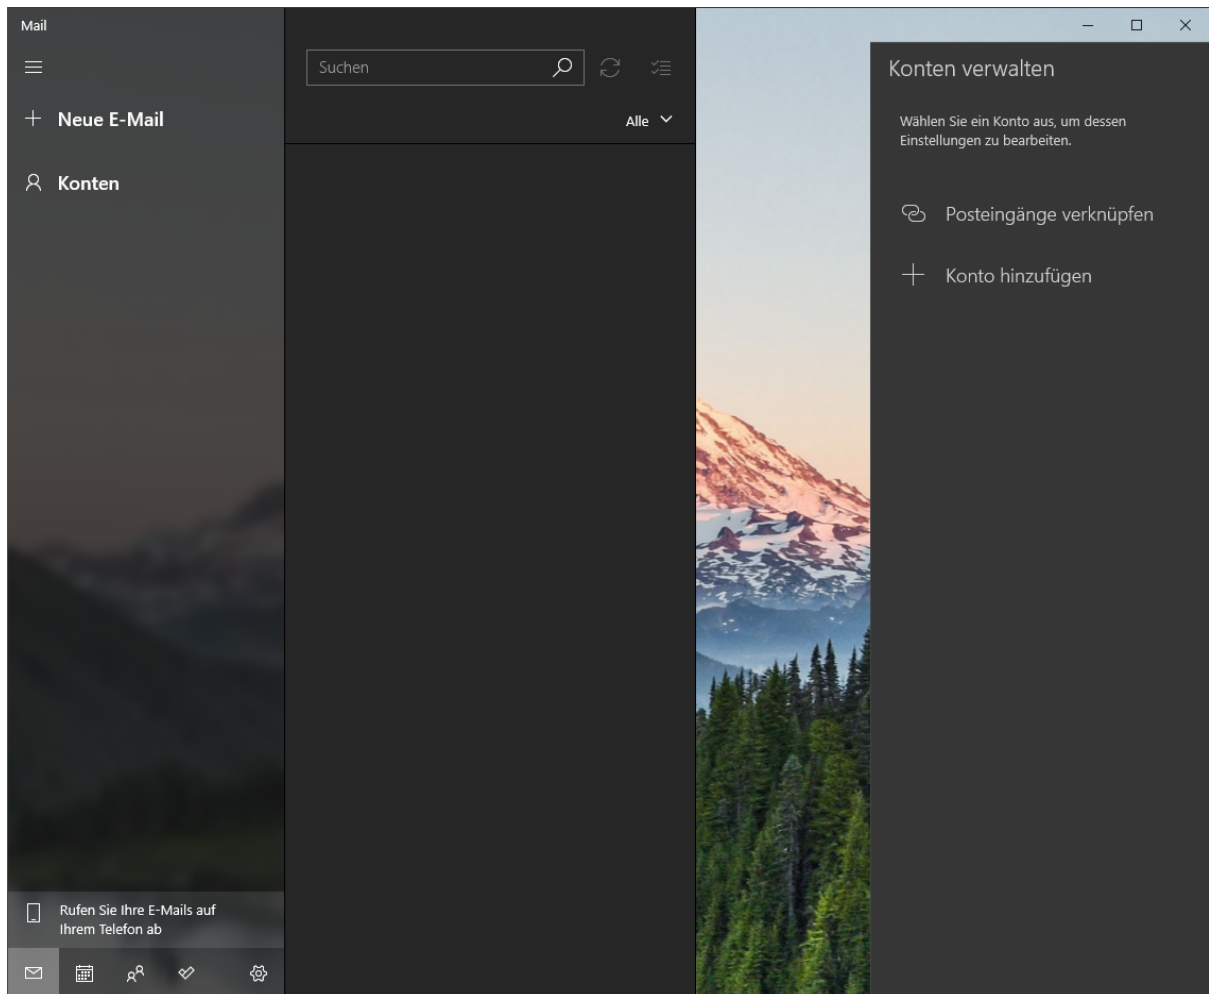 Mail
Neue E-Mail
Konten
Rufen Sie Ihre E-Mails auf
Ihrem Telefon ab
Suchen
Alle
Konten verwalten
Wählen Sie ein Konto aus, um dessen
Einstellungen zu bearbeiten.
Posteingänge verknüpfen
Konto hinzufügen